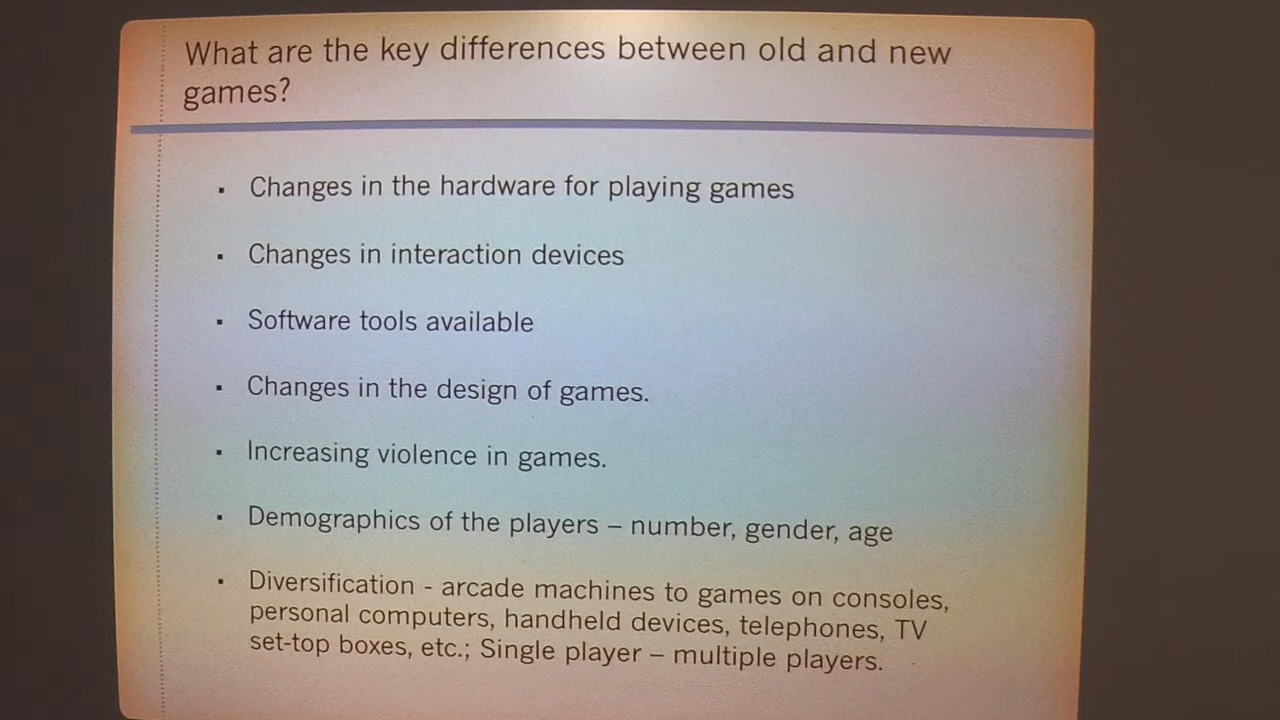 What are the key differences between old and new
games?
▪ Changes in the hardware for playing games
▪ Changes in interaction devices
▪ Software tools available
▪ Changes in the design of games.
▪ Increasing violence in games.
▪ Demographics of the players – number, gender, age
▪ Diversification - arcade machines to games on consoles,
personal computers, handheld devices, telephones, TV
set-top boxes, etc.; Single player – multiple players.